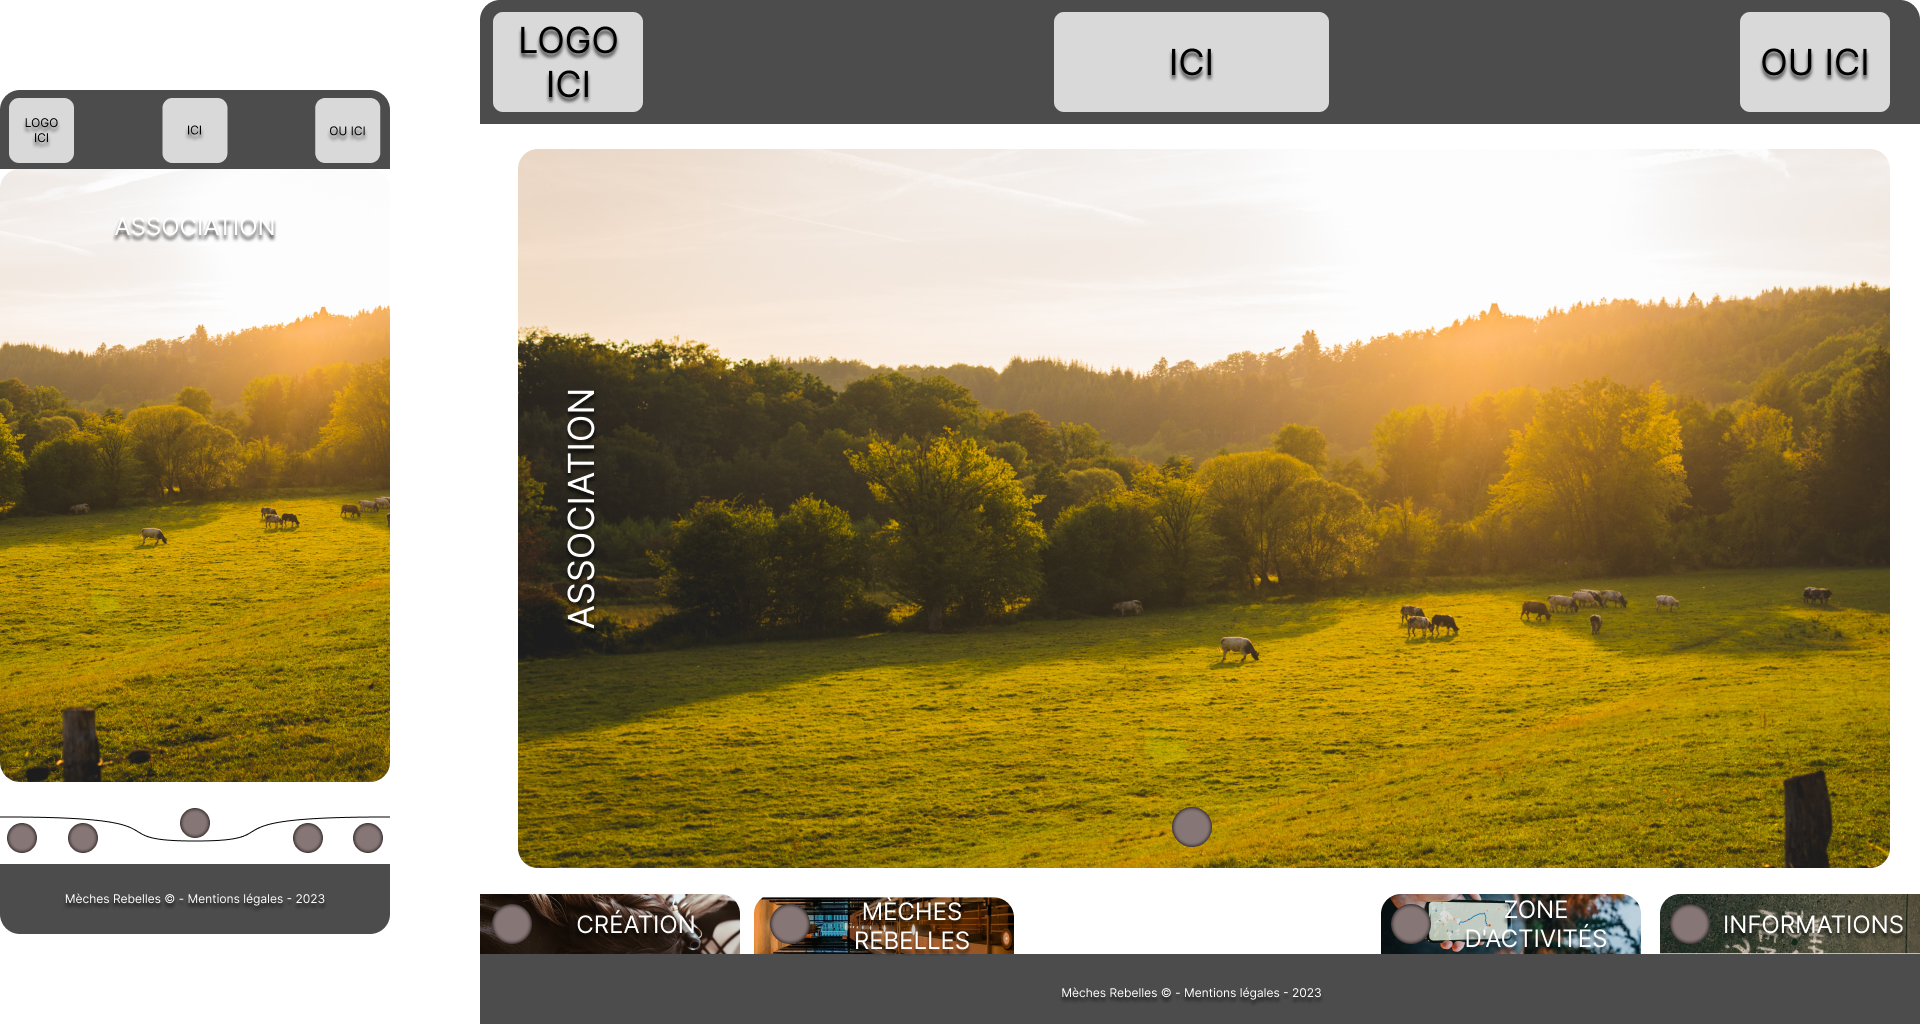 LOGO
ICI
ICI
OU ICI
ASSOCIATION
Mèches Rebelles © - Mentions légales - 2023
LOGO
ICI
ICI
OU ICI
ASSOCIATION
CRÉATION
MÈCHES
REBELLES
ZONE
D'ACTIVITÉS
INFORMATIONS
Mèches Rebelles © - Mentions légales - 2023